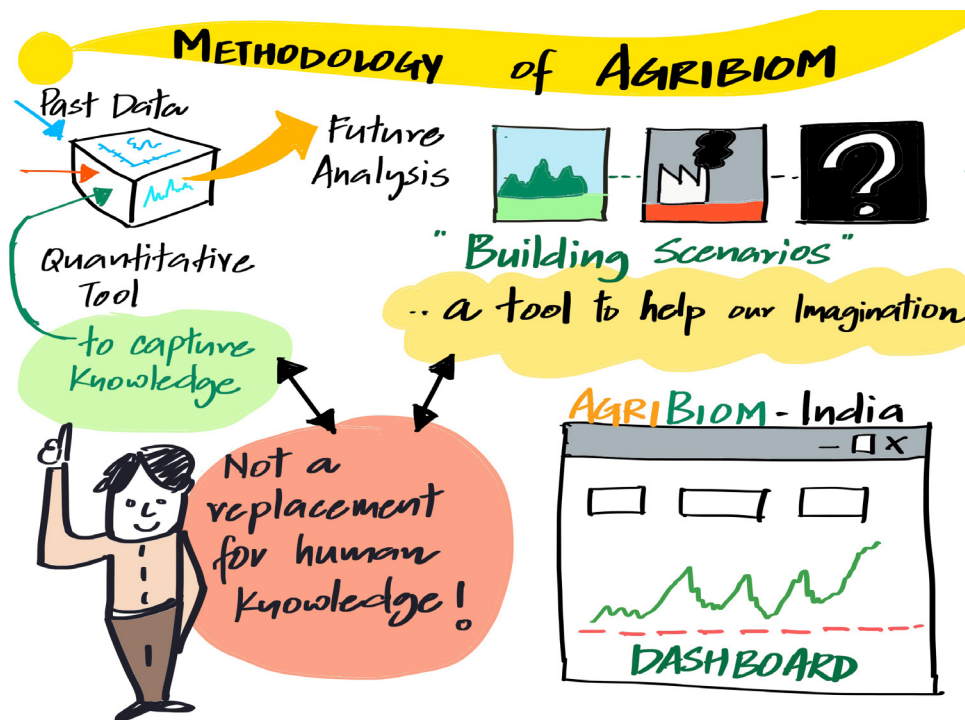 METHODOLOGY of AGRIBIOM
Past Data
Future
Analysis
?
Quantitative
Tool
to capture
Knowledge
"Building Scenarios"
.. a tool to help our Imagination
Not a
replacement
for human
Knowledge!
AGRIBIOM - India
DASHBOARD